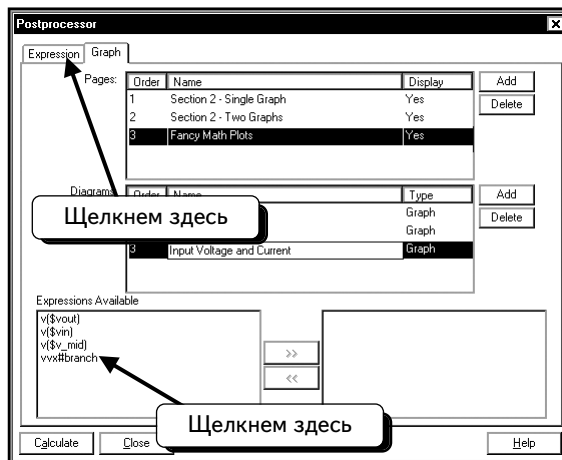 Postprocessor
Expression Graph
Pages:
Order Name Display
1 Section 2 - Single Graph Yes
2 Section 2 - Two Graphs Yes
3 Fancy Math Plots Yes
Add
Delete
Щелкнем здесь
Diagrams
Order Name Type
Graph
Graph
3 Input Voltage and Current Graph
Add
Delete
Expressions Available
v($vout)
v($vin)
v($v_mid)
vvx#branch
>>
<<
Щелкнем здесь
Calculate Close Help